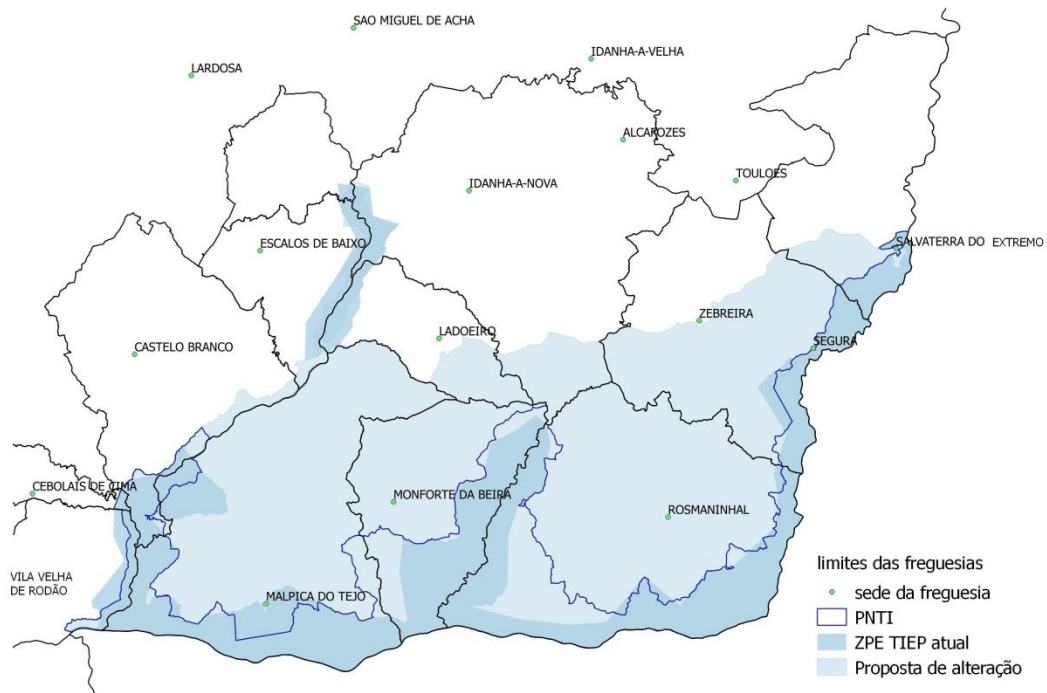 SAO MIGUEL DE ACHA
IDANHA-A-VELHA
LARDOSA
ALCAFOZES
TOULOES
IDANHA-A-NOVA
ESCALOS DE BAIXO
SALVATERRA DO EXTREMO
ZEBREIRA
LADOEIRO
SEGURA
CASTELO BRANCO
CEBOLAIS DE CIMA
MONFORTE DA BEIRA
ROSMANINHAL
VILA VELHA
DE RODÃO
MALPICA DO TEJO
limites das freguesias
sede da freguesia
PNTI
ZPE TIEP atual
Proposta de alteração